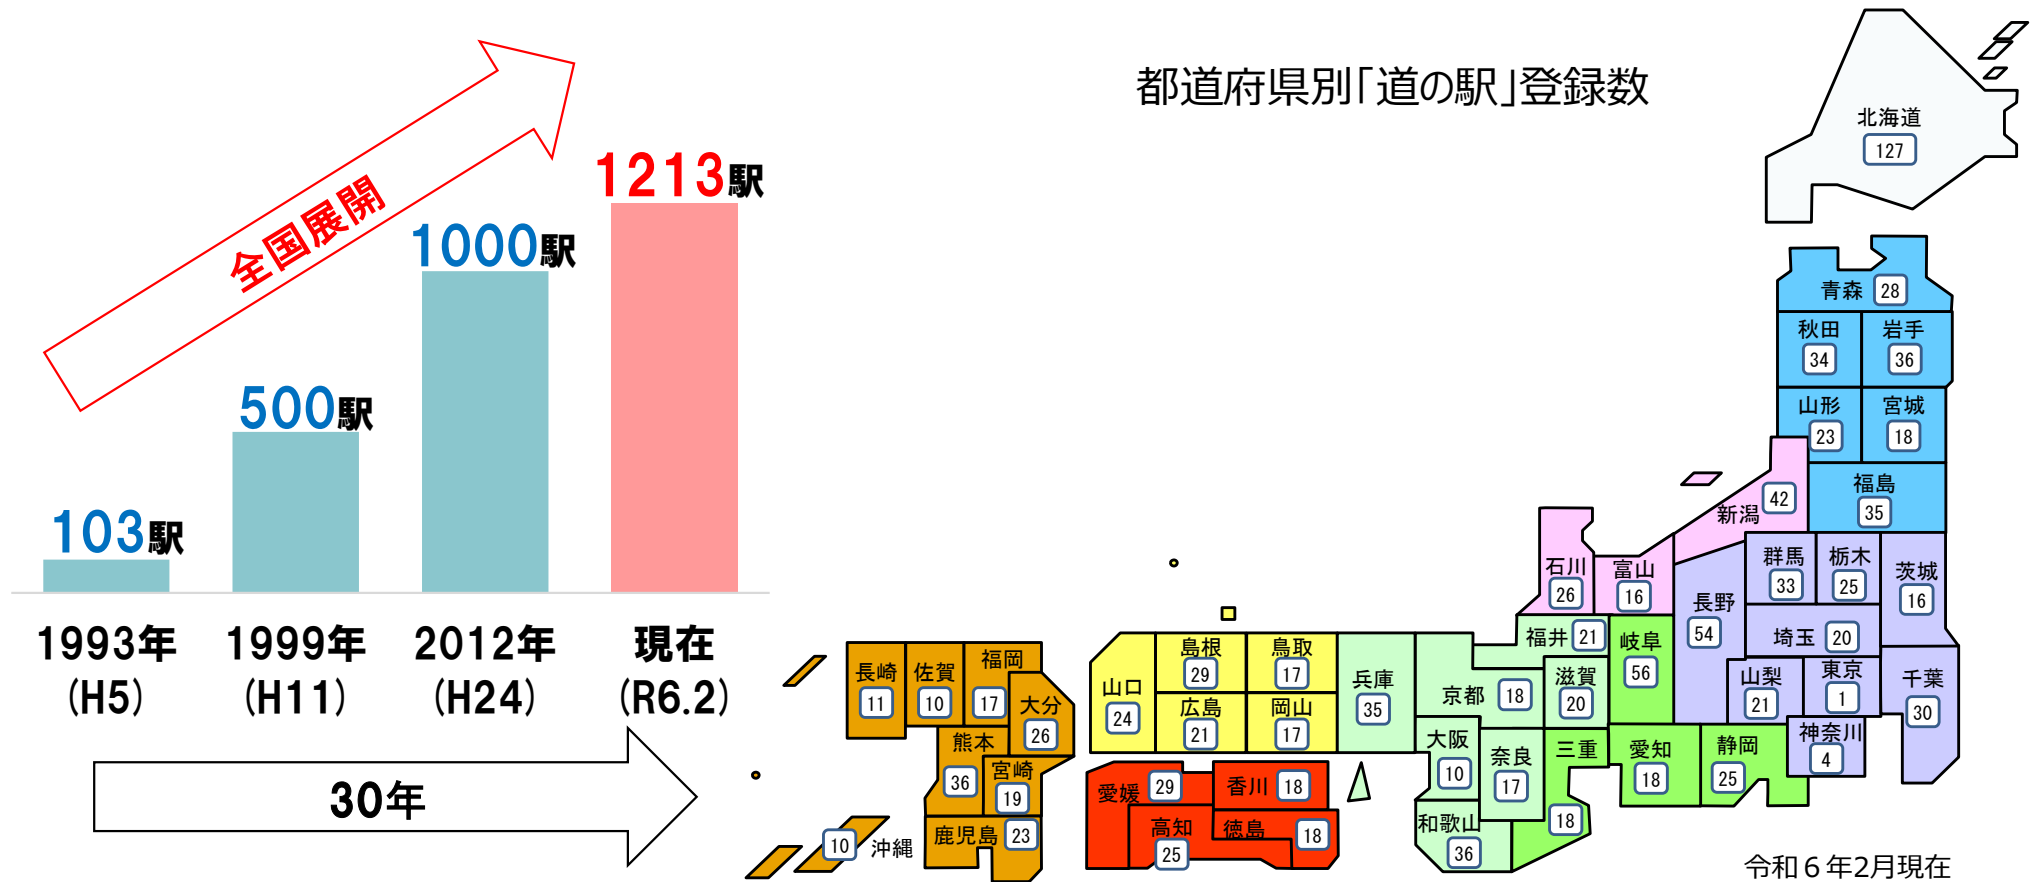 都道府県別「道の駅」登録数
全国展開
103駅
500駅
1000駅
1213駅
1993年
(H5)
1999年
(H11)
2012年
(H24)
現在
(R6.2)
30年
北海道
127
青森 28
秋田
34
岩手
36
山形
23
宮城
18
福島
35
新潟
42
石川
26
富山
16
群馬
33
栃木
25
茨城
16
長野
54
埼玉 20
福井 21
岐阜
56
山梨
21
東京
1
千葉
30
神奈川
4
滋賀
20
京都 18
兵庫
35
大阪
10
奈良
17
三重
18
愛知
18
静岡
25
和歌山
36
島根
29
鳥取
17
山口
24
広島
21
岡山
17
愛媛 29
香川 18
高知
25
徳島 18
長崎
11
佐賀
10
福岡
17
大分
26
熊本
36
宮崎
19
鹿児島 23
10 沖縄
令和6年2月現在